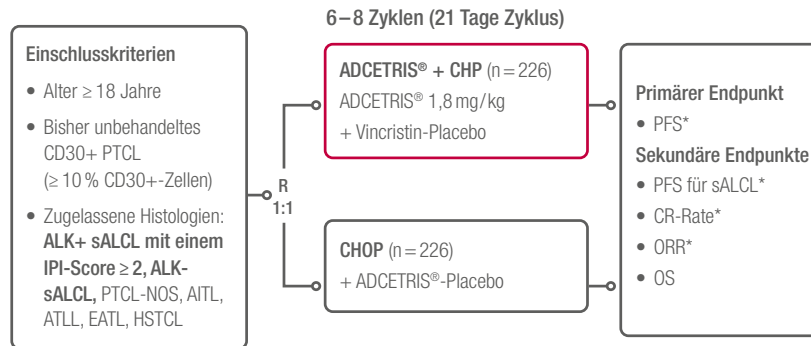 6–8 Zyklen (21 Tage Zyklus)
Einschlusskriterien
• Alter ≥ 18 Jahre
• Bisher unbehandeltes
CD30+ PTCL
(≥ 10 % CD30+-Zellen)
• Zugelassene Histologien:
ALK+ sALCL mit einem
IPI-Score ≥ 2, ALK-
sALCL, PTCL-NOS, AITL,
ATLL, EATL, HSTCL
R
1:1
ADCETRIS® + CHP (n = 226)
ADCETRIS® 1,8 mg/kg
+ Vincristin-Placebo
CHOP (n = 226)
+ ADCETRIS®-Placebo
Primärer Endpunkt
• PFS*
Sekundäre Endpunkte
• PFS für sALCL*
• CR-Rate*
• ORR*
• OS